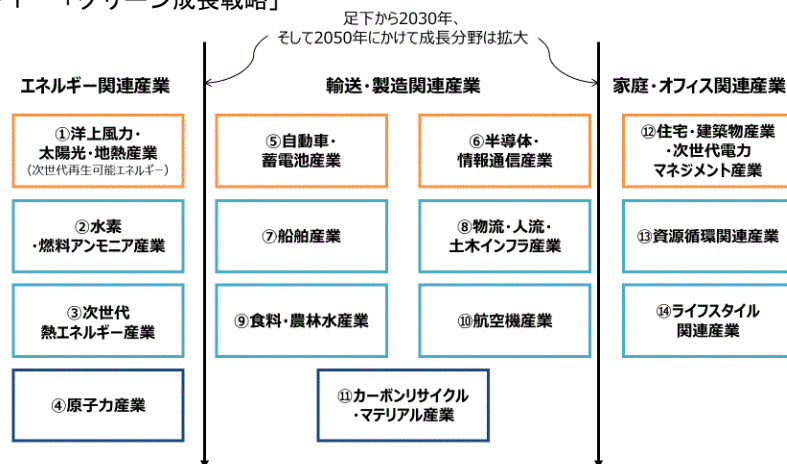 「グリーン成長戦略」
足下から2030年、
そして2050年にかけて成長分野は拡大
エネルギー関連産業
輸送・製造関連産業
家庭・オフィス関連産業
①洋上風力・
太陽光・地熱産業
(次世代再生可能エネルギー)
②水素
・燃料アンモニア産業
③次世代
熱エネルギー産業
④原子力産業
⑤自動車・
蓄電池産業
⑥半導体・
情報通信産業
⑦船舶産業
⑧物流・人流・
土木インフラ産業
⑨食料・農林水産業
⑩航空機産業
⑪カーボンリサイクル
・マテリアル産業
⑫住宅・建築物産業
・次世代電力
マネジメント産業
⑬資源循環関連産業
⑭ライフスタイル
関連産業